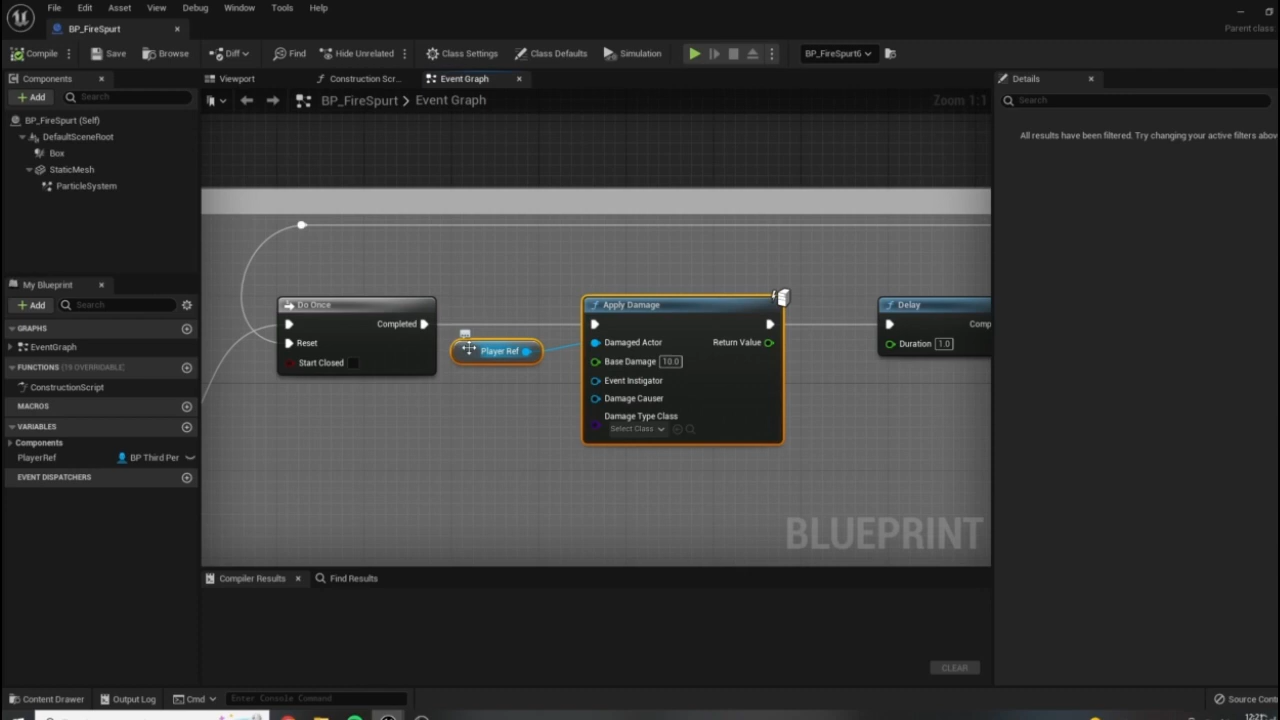 File Edit Asset View Debug Window Tools Help
BP_FireSpurt
Parent class
Compile Save Browse Diff Find Hide Unrelated Class Settings Class Defaults Simulation BP_FireSpurt6
Components Viewport Construction Scr... Event Graph Details
Add Search BP_FireSpurt > Event Graph Zoom 1:1 Search
BP_FireSpurt (Self)
DefaultSceneRoot
Box
StaticMesh
ParticleSystem
All results have been filtered. Try changing your active filters abov
My Blueprint
Add Search
GRAPHS
EventGraph
FUNCTIONS (18 OVERRIDABLE)
ConstructionScript
MACROS
VARIABLES
Components
PlayerRef BP Third Per
EVENT DISPATCHERS
Do Once
Completed
Reset
Start Closed
Player Ref
Apply Damage
Damaged Actor Return Value
Base Damage 10.0
Event Instigator
Damage Causer
Damage Type Class
Select Class
Delay
Comp
Duration 1.0
BLUEPRINT
Compiler Results Find Results
CLEAR
Content Drawer Output Log Cmd Enter Console Command Source Cont